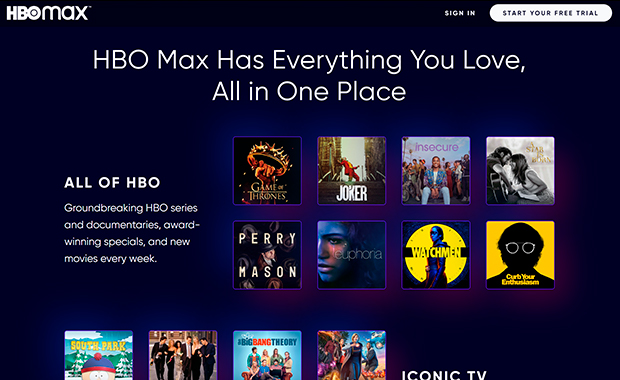 HBOmax
SIGN IN
START YOUR FREE TRIAL
HBO Max Has Everything You Love,
All in One Place
ALL OF HBO
Groundbreaking HBO series
and documentaries, award-
winning specials, and new
movies every week.
GAME OF
THRONES
JOKER
insecure
PERRY
MASON
euphoria
WATCHMEN
Curb Your
Enthusiasm
SOUTH PARK
THE BIG BANG THEORY
ICONIC TV